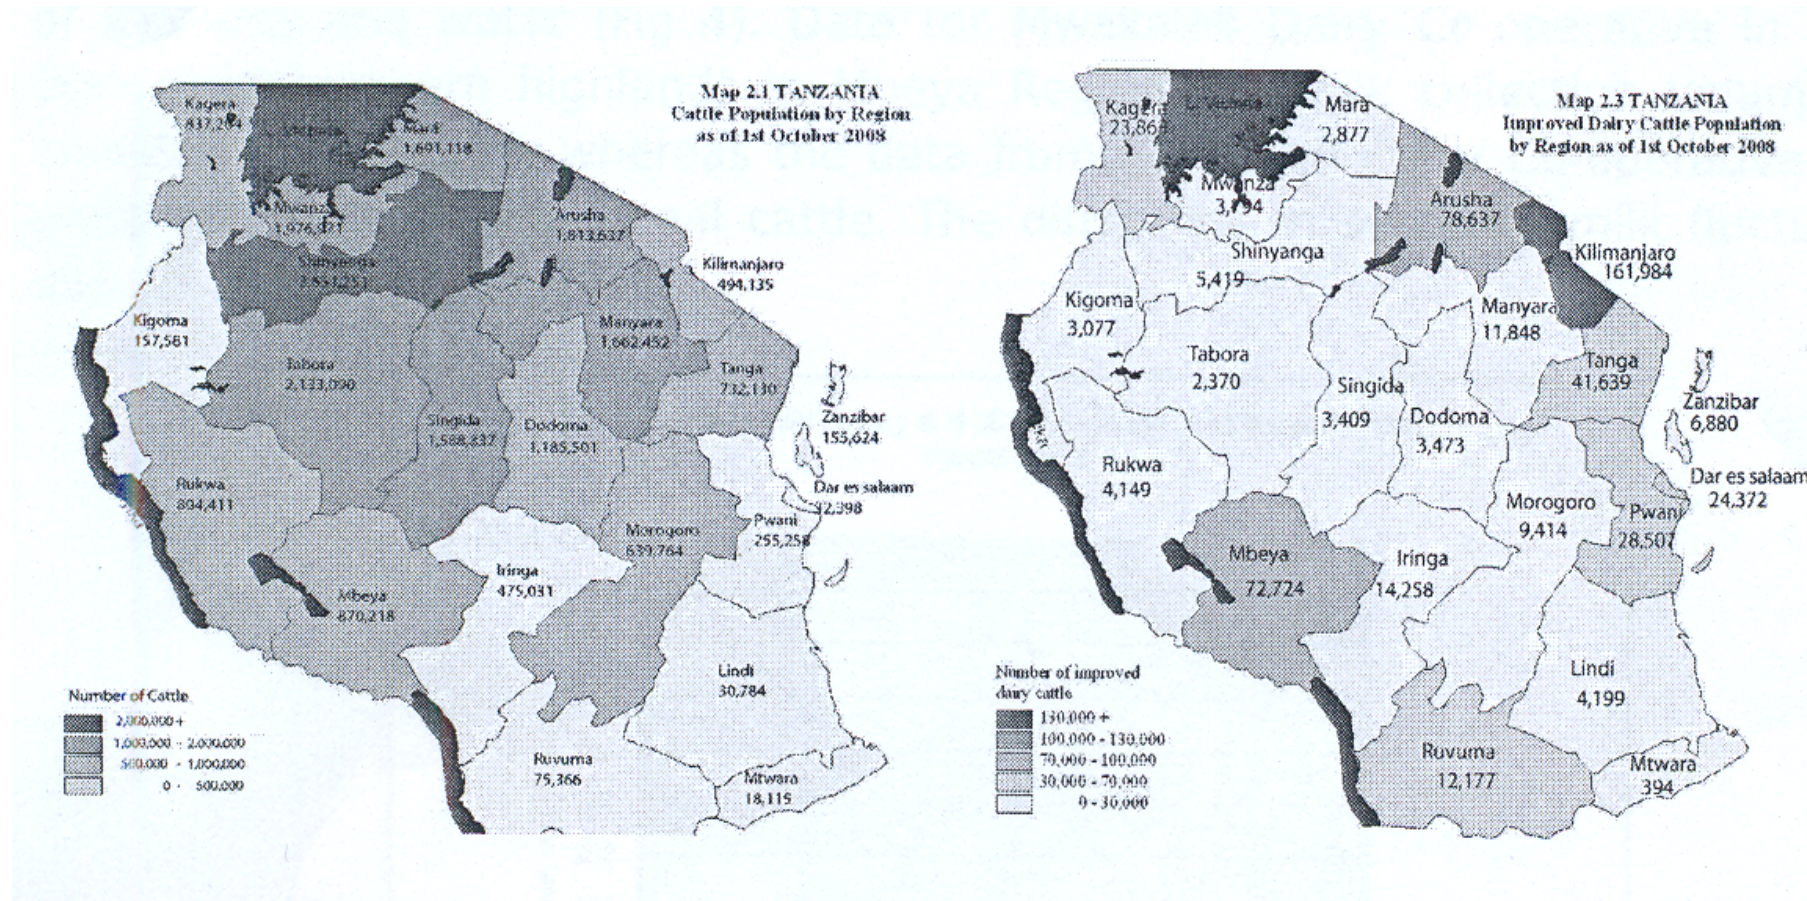 Map 2.1 TANZANIA
Cattle Population by Region
as of 1st October 2008
Kagera
Mara
1,691,118
Mwanza
Arusha
1,813,637
Kilimanjaro
494,135
Shinyanga
Kigoma
157,581
Manyara
1,662,452
Tabora
2,133,090
Tanga
732,130
Singida
1,588,837
Dodoma
1,185,501
Zanzibar
155,624
Rukwa
804,411
Dar es salaam
Pwani
255,258
Morogoro
639,764
Iringa
475,031
Mbeya
870,218
Lindi
30,784
Ruvuma
75,366
Mtwara
18,115
Number of Cattle
2,000,000 +
1,000,000 - 2,000,000
500,000 - 1,000,000
0 - 500,000
Map 2.3 TANZANIA
Improved Dairy Cattle Population
by Region as of 1st October 2008
Kagera
L. Victoria
Mara
2,877
Mwanza
Arusha
78,637
Shinyanga
5,419
Kilimanjaro
161,984
Kigoma
3,077
Manyara
11,848
Tabora
2,370
Tanga
41,639
Singida
3,409
Dodoma
3,473
Zanzibar
6,880
Rukwa
4,149
Dar es salaam
24,372
Morogoro
9,414
Pwani
28,507
Mbeya
72,724
Iringa
14,258
Lindi
4,199
Ruvuma
12,177
Mtwara
394
Number of improved
dairy cattle
130,000 +
100,000 - 130,000
70,000 - 100,000
30,000 - 70,000
0 - 30,000